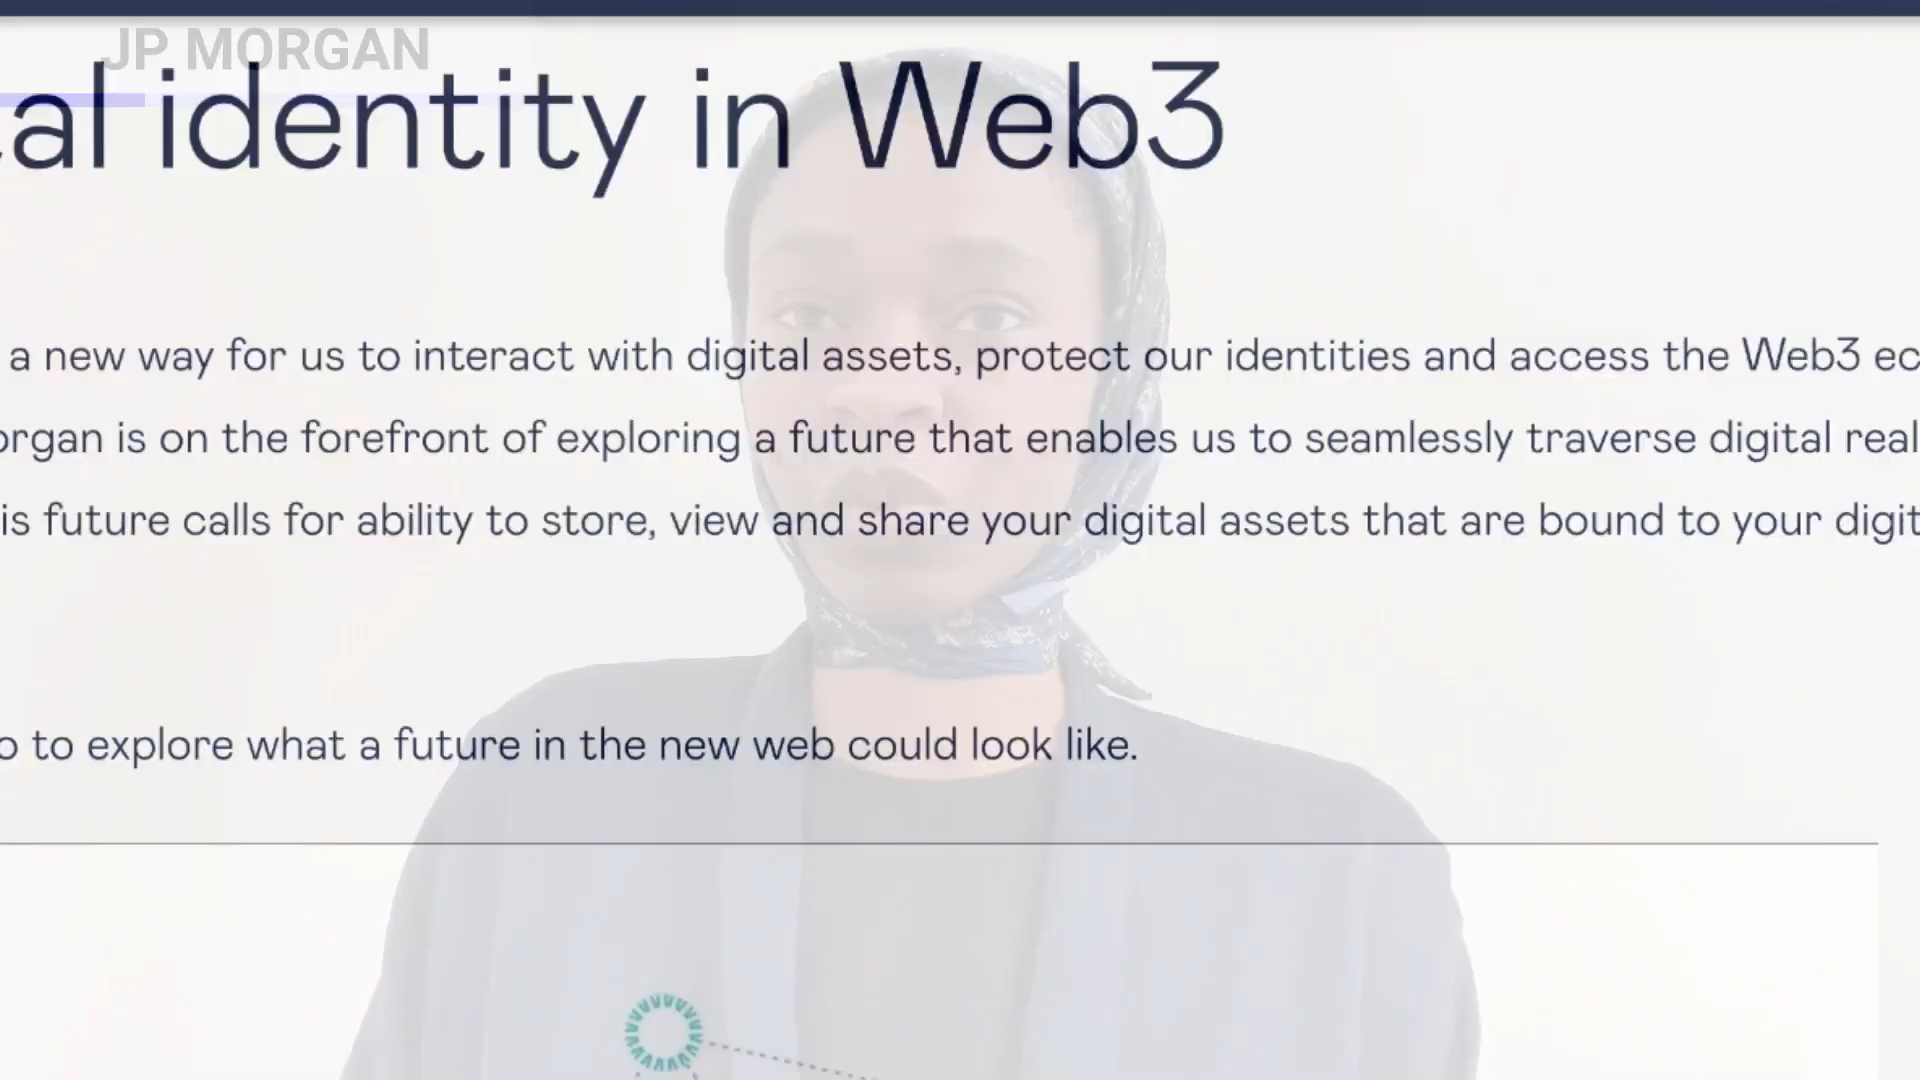 JP MORGAN
al identity in Web3
a new way for us to interact with digital assets, protect our identities and access the Web3 ec
organ is on the forefront of exploring a future that enables us to seamlessly traverse digital real
is future calls for ability to store, view and share your digital assets that are bound to your digit
o to explore what a future in the new web could look like.